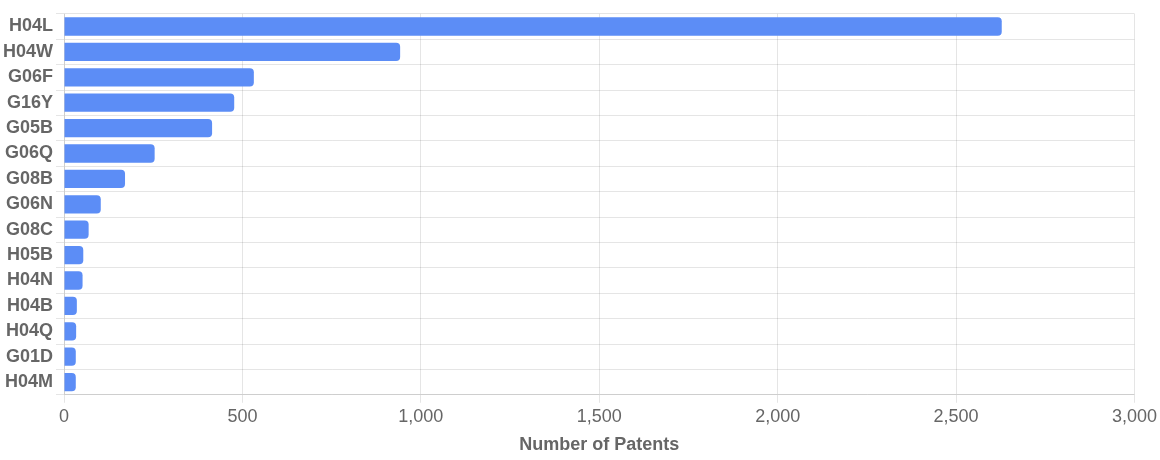 H04L
H04W
G06F
G16Y
G05B
G06Q
G08B
G06N
G08C
H05B
H04N
H04B
H04Q
G01D
H04M
0 500 1,000 1,500 2,000 2,500 3,000
Number of Patents